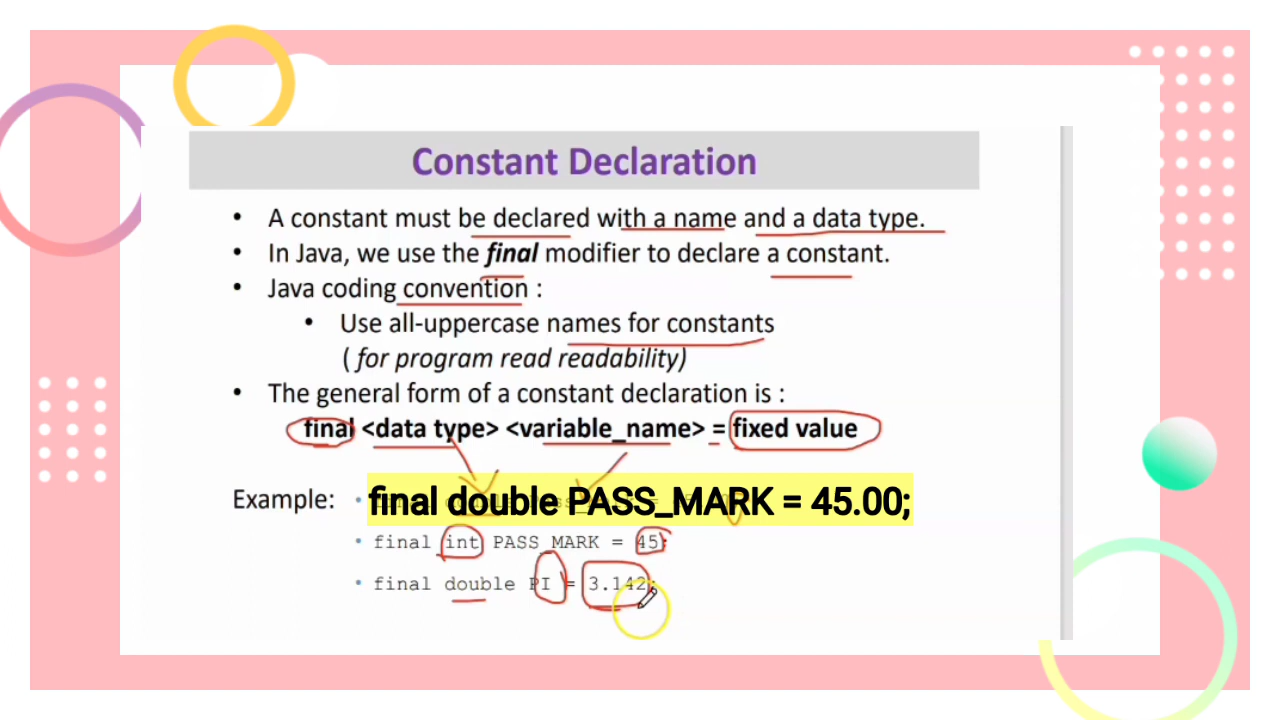 Constant Declaration
• A constant must be declared with a name and a data type.
• In Java, we use the final modifier to declare a constant.
• Java coding convention :
• Use all-uppercase names for constants
( for program read readability)
• The general form of a constant declaration is :
final <data type> <variable_name> = fixed value
Example: • final double PASS_MARK = 45.00;
• final int PASS_MARK = 45;
• final double PI = 3.142;